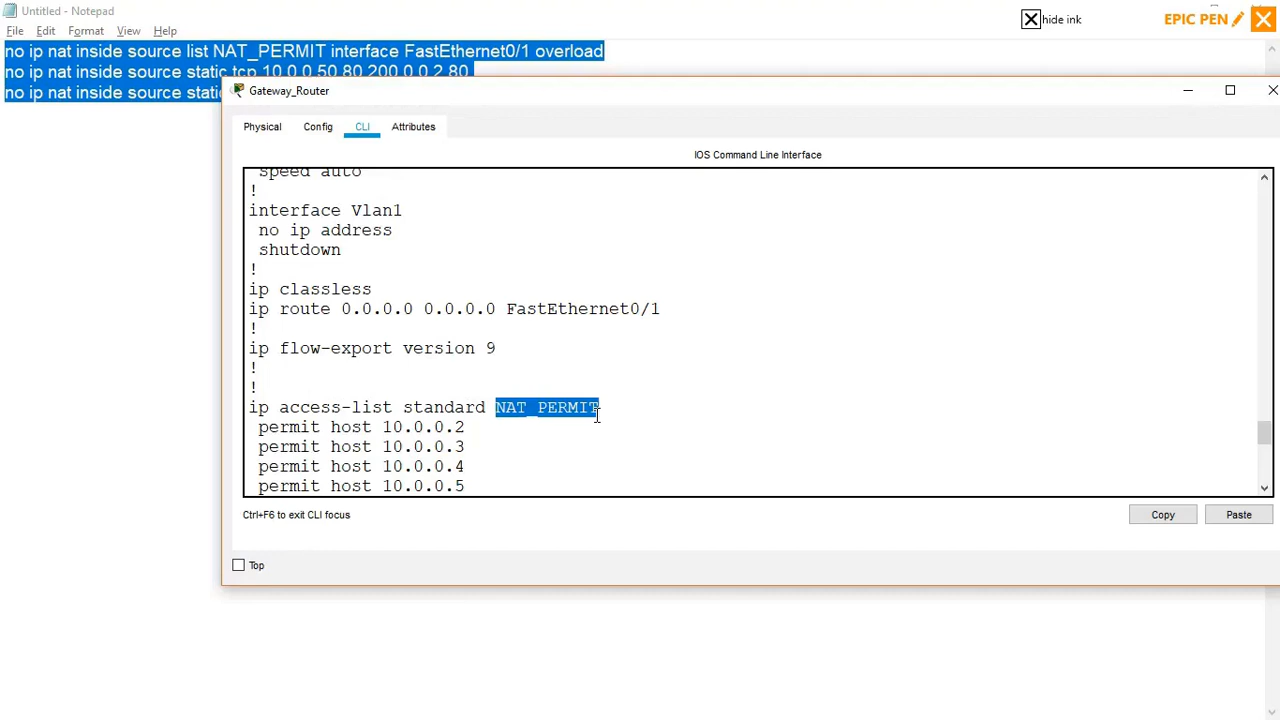 Untitled - Notepad
hide ink
EPIC PEN
File Edit Format View Help
no ip nat inside source list NAT_PERMIT interface FastEthernet0/1 overload
no ip nat inside source static tcp 10.0.0.50 80 200.0.0.2 80
no ip nat inside source static
Gateway_Router
Physical Config CLI Attributes
IOS Command Line Interface
speed auto
!
interface Vlan1
no ip address
shutdown
!
ip classless
ip route 0.0.0.0 0.0.0.0 FastEthernet0/1
!
ip flow-export version 9
!
!
ip access-list standard NAT_PERMIT
permit host 10.0.0.2
permit host 10.0.0.3
permit host 10.0.0.4
permit host 10.0.0.5
Ctrl+F6 to exit CLI focus
Copy Paste
Top